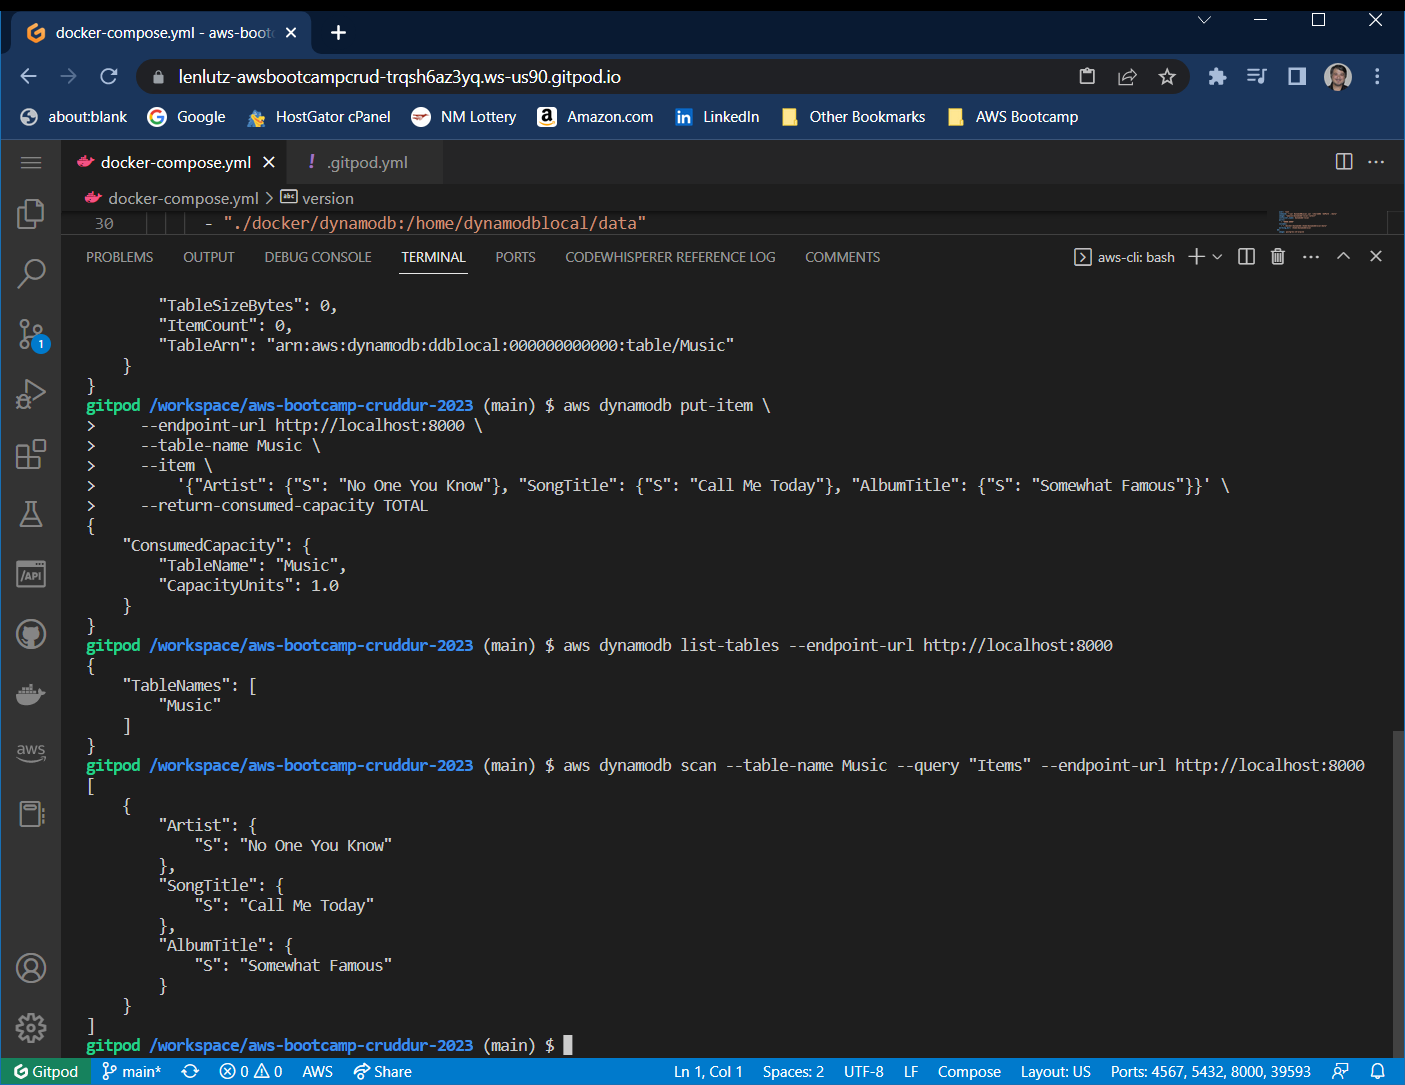 docker-compose.yml - aws-boot
lenlutz-awsbootcampcrud-trqsh6az3yq.ws-us90.gitpod.io
about:blank Google HostGator cPanel NM Lottery Amazon.com LinkedIn Other Bookmarks AWS Bootcamp
docker-compose.yml .gitpod.yml
docker-compose.yml > abc version
30 - "./docker/dynamodb:/home/dynamodblocal/data"
PROBLEMS OUTPUT DEBUG CONSOLE TERMINAL PORTS CODEWHISPERER REFERENCE LOG COMMENTS aws-cli: bash
"TableSizeBytes": 0,
"ItemCount": 0,
"TableArn": "arn:aws:dynamodb:ddblocal:000000000000:table/Music"
}
}
gitpod /workspace/aws-bootcamp-cruddur-2023 (main) $ aws dynamodb put-item \
> --endpoint-url http://localhost:8000 \
> --table-name Music \
> --item \
> '{"Artist": {"S": "No One You Know"}, "SongTitle": {"S": "Call Me Today"}, "AlbumTitle": {"S": "Somewhat Famous"}}' \
> --return-consumed-capacity TOTAL
{
"ConsumedCapacity": {
"TableName": "Music",
"CapacityUnits": 1.0
}
}
gitpod /workspace/aws-bootcamp-cruddur-2023 (main) $ aws dynamodb list-tables --endpoint-url http://localhost:8000
{
"TableNames": [
"Music"
]
}
gitpod /workspace/aws-bootcamp-cruddur-2023 (main) $ aws dynamodb scan --table-name Music --query "Items" --endpoint-url http://localhost:8000
[
{
"Artist": {
"S": "No One You Know"
},
"SongTitle": {
"S": "Call Me Today"
},
"AlbumTitle": {
"S": "Somewhat Famous"
}
}
]
gitpod /workspace/aws-bootcamp-cruddur-2023 (main) $
1
/API
aws
Gitpod main* 0 0 AWS Share Ln 1, Col 1 Spaces: 2 UTF-8 LF Compose Layout: US Ports: 4567, 5432, 8000, 39593